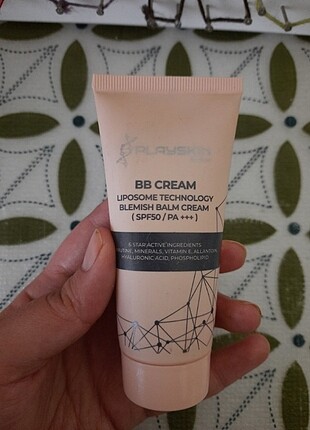 PLAYSKIN
BB CREAM
LIPOSOME TECHNOLOGY
BLEMISH BALM CREAM
( SPF50 / PA +++ )
6 STAR ACTIVE INGREDIENTS
MINERALS, VITAMIN E, ALLANTOIN,
HYALURONIC ACID, PHOSPHOLIPID